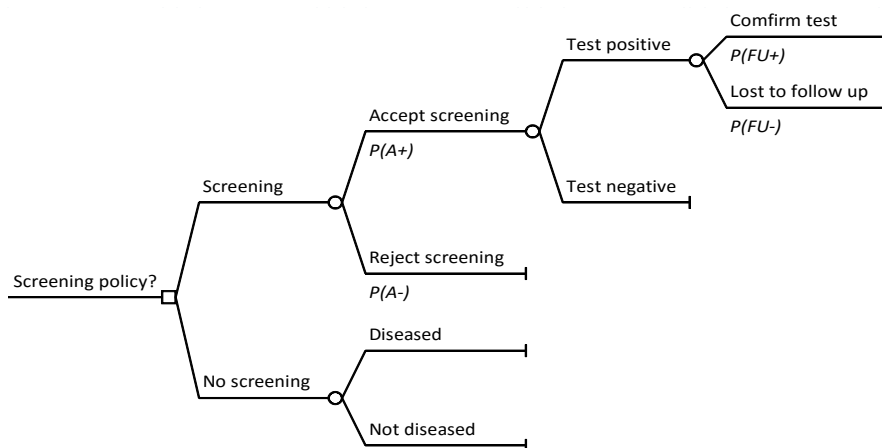 Comfirm test
Test positive
P(FU+)
Lost to follow up
Accept screening
P(FU-)
P(A+)
Screening
Test negative
Reject screening
Screening policy?
P(A-)
Diseased
No screening
Not diseased